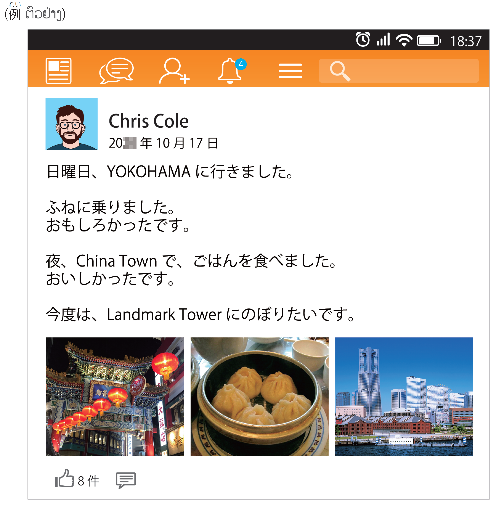 (例 ຕົວຢ່າງ)
18:37
4
Chris Cole
20 年 10 月 17 日
日曜日、YOKOHAMA に行きました。
ふねに乗りました。
おもしろかったです。
夜、China Town で、ごはんを食べました。
おいしかったです。
今度は、Landmark Tower にのぼりたいです。
8 件